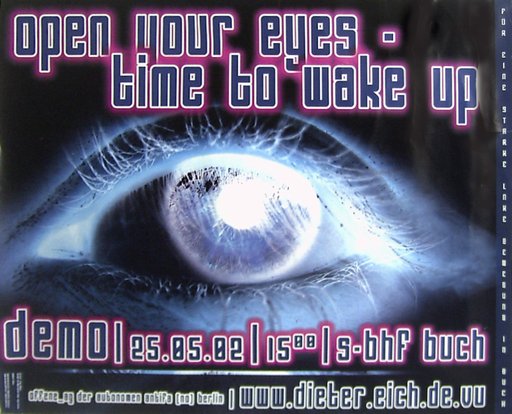 open your eyes -
time to wake up
demo | 25.05.02 | 15⁰⁰ | s-bhf buch
offene_ag der autonomen antifa [no] berlin | www.dieter.eich.de.vu
FÜR EINE STARKE LINKE BEWEGUNG IN BUCH